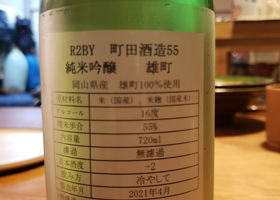 R2BY 町田酒造55
純米吟醸 雄町
岡山県産 雄町100%使用
原材料名 米(国産)、米麹(国産米)
アルコール 16度
精米歩合 55%
内容量 720ml
濾過 無濾過
日本酒度 -2
飲み方 冷やして
製造年月 2021年4月